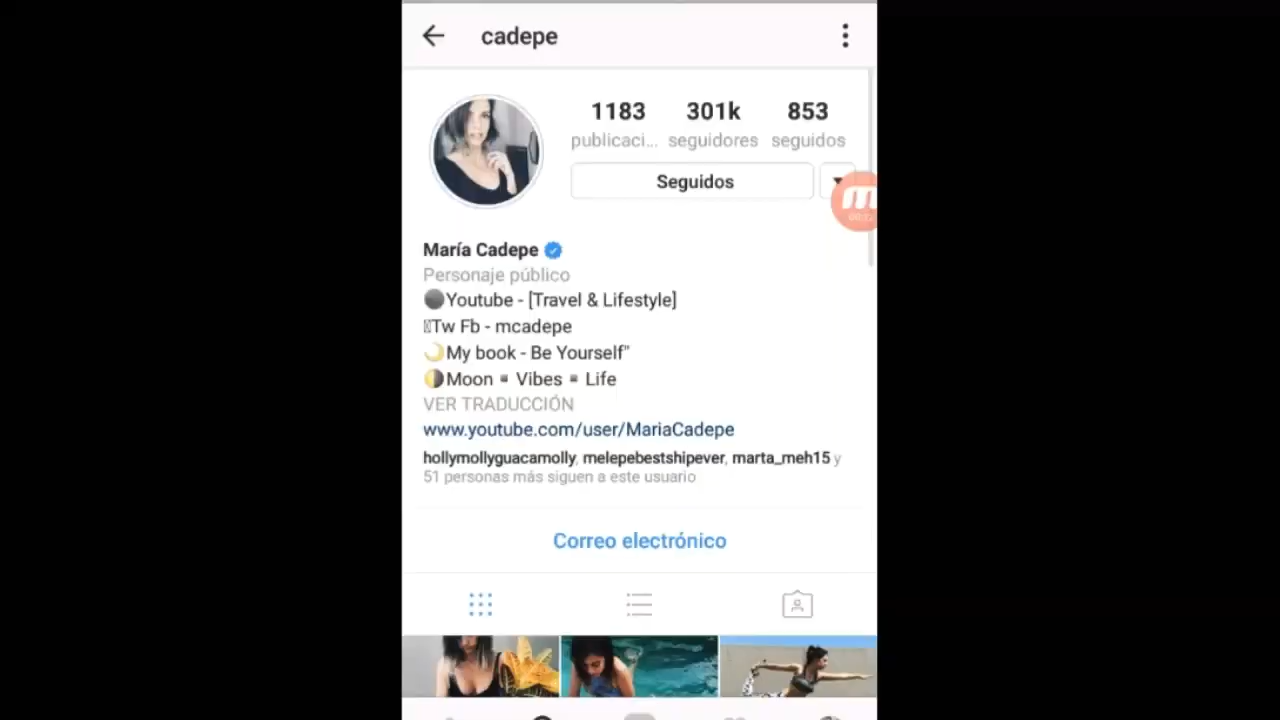 cadepe
1183 301k 853
publicaci... seguidores seguidos
Seguidos
María Cadepe
Personaje público
Youtube - [Travel & Lifestyle]
Tw Fb - mcadepe
My book - Be Yourself"
Moon ▪ Vibes ▪ Life
VER TRADUCCIÓN
www.youtube.com/user/MariaCadepe
hollymollyguacamolly, melepebestshipever, marta_meh15 y
51 personas más siguen a este usuario
Correo electrónico